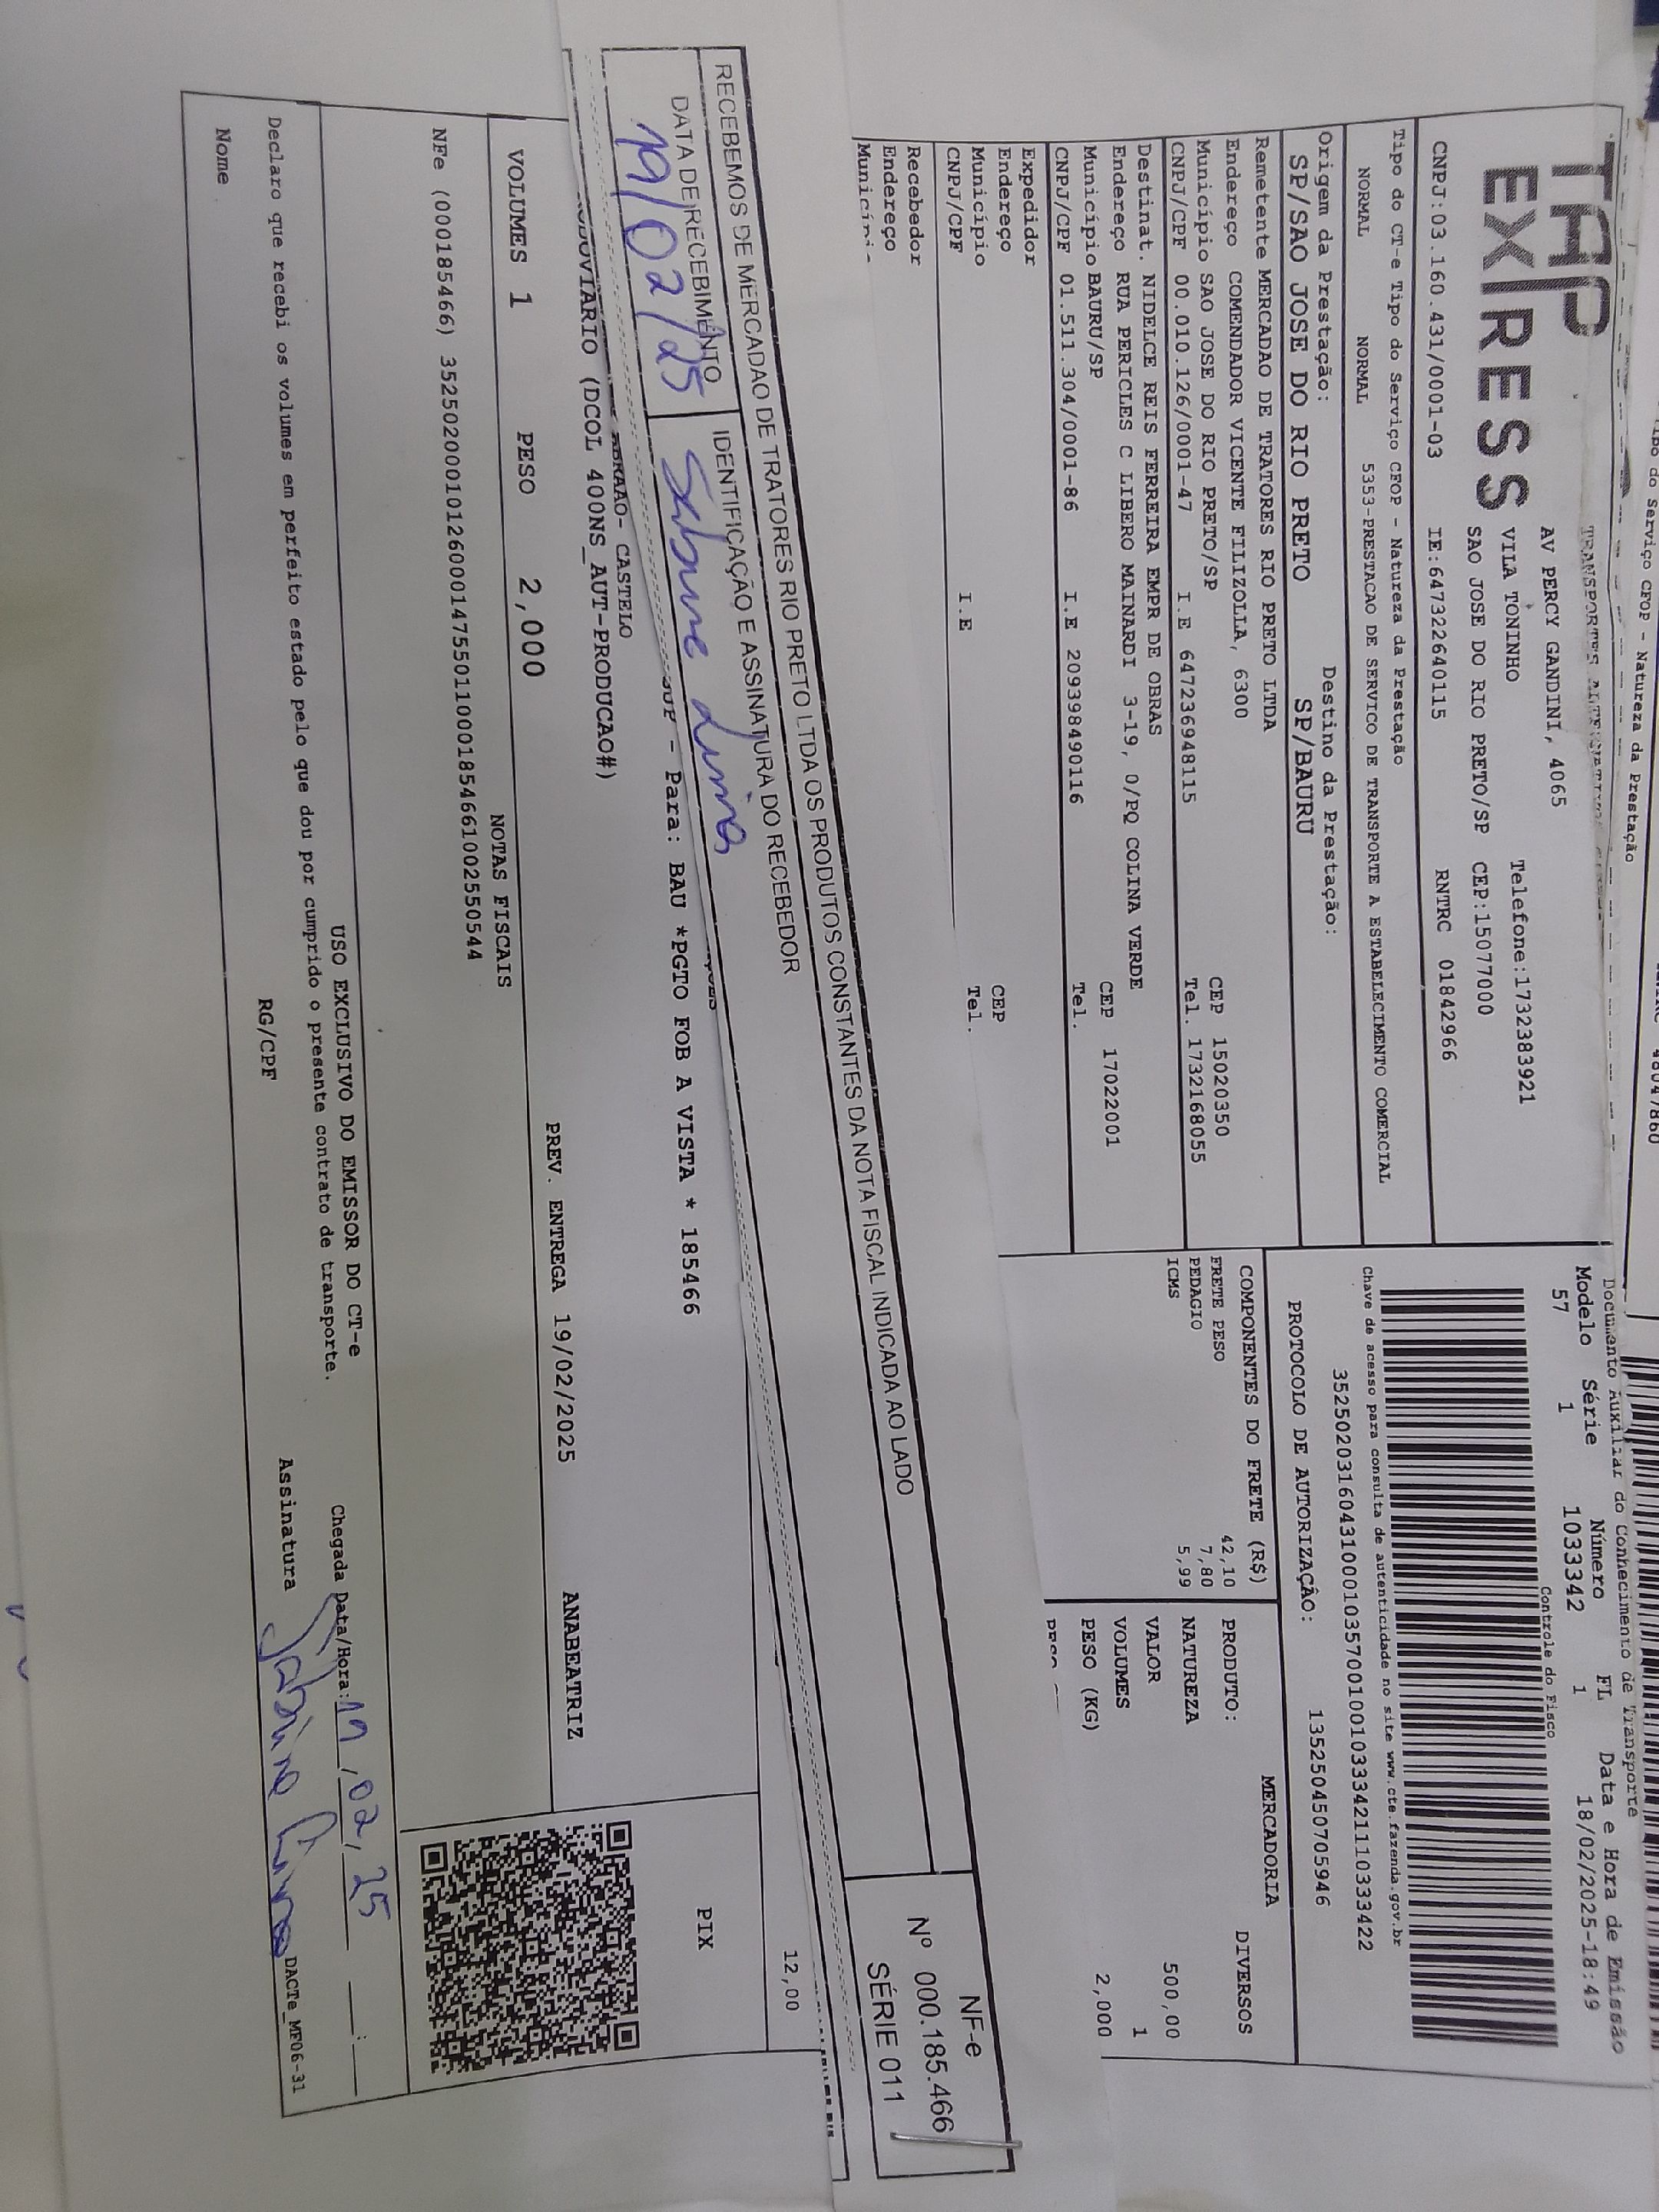 do Serviço CFOP - Natureza da Prestação
TAP
EXPRESS
AV PERCY GANDINI, 4065
VILA TONINHO
Telefone:1732383921
SAO JOSE DO RIO PRETO/SP CEP:15077000
CNPJ:03.160.431/0001-03 IE:647322640115 RNTRC 01842966
Documento Auxiliar do Conhecimento de Transporte
Modelo Série Número FL Data e Hora de Emissão
57 1 1033342 1 18/02/2025-18:49
Controle do Fisco
Tipo do CT-e Tipo do Serviço CFOP - Natureza da Prestação
NORMAL NORMAL 5353-PRESTACAO DE SERVICO DE TRANSPORTE A ESTABELECIMENTO COMERCIAL
Chave de acesso para consulta de autenticidade no site www.cte.fazenda.gov.br
35250203160431000103570010010333421110333422
Origem da Prestação: Destino da Prestação:
SP/SAO JOSE DO RIO PRETO SP/BAURU
PROTOCOLO DE AUTORIZAÇÃO: 135250450705946
Remetente MERCADAO DE TRATORES RIO PRETO LTDA
Endereço COMENDADOR VICENTE FILIZOLLA, 6300
Município SAO JOSE DO RIO PRETO/SP CEP 15020350
CNPJ/CPF 00.010.126/0001-47 I.E 647236948115 Tel. 1732168055
Destinat. NIDELCE REIS FERREIRA EMPR DE OBRAS
Endereço RUA PERICLES C LIBERO MAINARDI 3-19, 0/PQ COLINA VERDE
Município BAURU/SP CEP 17022001
CNPJ/CPF 01.511.304/0001-86 I.E 209398490116 Tel.
Expedidor
Endereço
Município CEP
CNPJ/CPF I.E Tel.
Recebedor
Endereço
COMPONENTES DO FRETE (R$)
FRETE PESO 42,10
PEDAGIO 7,80
ICMS 5,99
MERCADORIA
PRODUTO: DIVERSOS
NATUREZA
VALOR 500,00
VOLUMES 1
PESO (KG) 2,000
RECEBEMOS DE MERCADAO DE TRATORES RIO PRETO LTDA OS PRODUTOS CONSTANTES DA NOTA FISCAL INDICADA AO LADO
DATA DE RECEBIMENTO IDENTIFICAÇÃO E ASSINATURA DO RECEBEDOR
19/02/25 Sabrine Lima
NF-e
Nº 000.185.466
SÉRIE 011
12,00
- Para: BAU *PGTO FOB A VISTA * 185466
- CASTELO
(DCOL 400NS_AUT-PRODUCAO#)
PIX
VOLUMES 1 PESO 2,000 PREV. ENTREGA 19/02/2025 ANABEATRIZ
NOTAS FISCAIS
NFe (000185466) 35250200010126000147550110001854661002550544
USO EXCLUSIVO DO EMISSOR DO CT-e
Declaro que recebi os volumes em perfeito estado pelo que dou por cumprido o presente contrato de transporte.
Chegada Data/Hora: 19/02/25 __:__
Nome RG/CPF Assinatura Sabrine Lima
DACTe_MF06-31